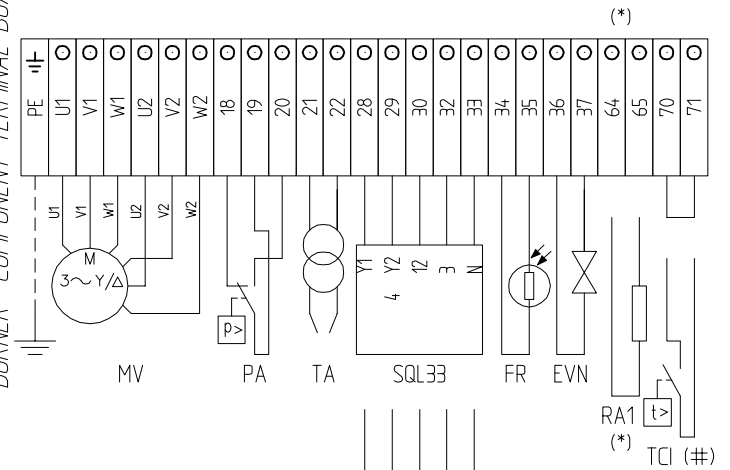 (*)
BURNER COMPONENT TERMINAL
PE U1 V1 W1 U2 V2 W2 18 19 20 21 22 28 29 30 32 33 34 35 36 37 64 65 70 71
U1 V1 W1 U2 V2 W2
M
3~ Y/△
p>
Y1 Y2 12 3 N
4
MV PA TA SQL33 FR EVN
RA1 t>
(*)
TCI (#)